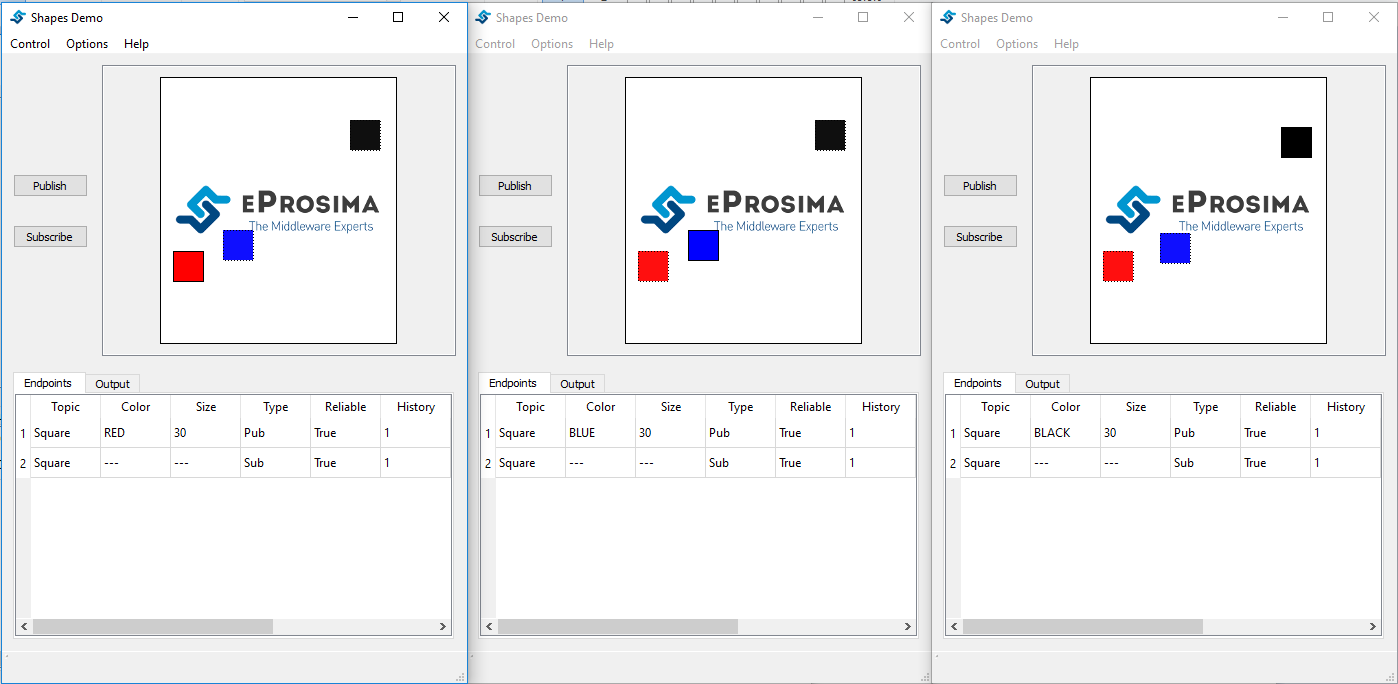 Shapes Demo
Control Options Help
Publish
Subscribe
ePROSIMA
The Middleware Experts
Endpoints Output
Topic Color Size Type Reliable History
1 Square RED 30 Pub True 1
2 Square --- --- Sub True 1
Shapes Demo
Control Options Help
Publish
Subscribe
ePROSIMA
The Middleware Experts
Endpoints Output
Topic Color Size Type Reliable History
1 Square BLUE 30 Pub True 1
2 Square --- --- Sub True 1
Shapes Demo
Control Options Help
Publish
Subscribe
ePROSIMA
The Middleware Experts
Endpoints Output
Topic Color Size Type Reliable History
1 Square BLACK 30 Pub True 1
2 Square --- --- Sub True 1